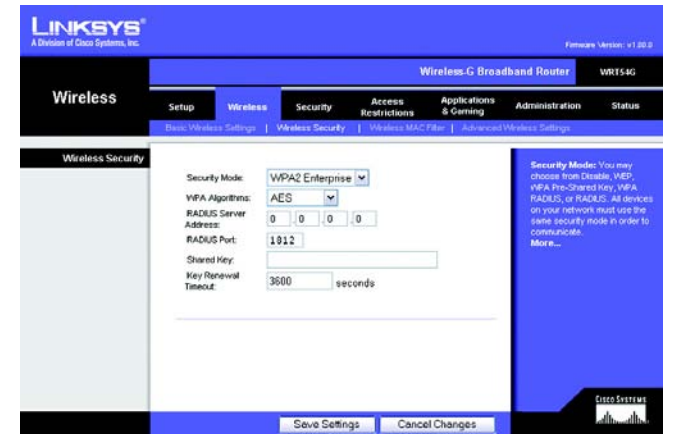 LINKSYS®
A Division of Cisco Systems, Inc.
Firmware Version: v1.00.0
Wireless-G Broadband Router WRT54G
Wireless
Setup Wireless Security Access Restrictions Applications & Gaming Administration Status
Basic Wireless Settings | Wireless Security | Wireless MAC Filter | Advanced Wireless Settings
Wireless Security
Security Mode: WPA2 Enterprise
WPA Algorithms: AES
RADIUS Server Address: 0 . 0 . 0 . 0
RADIUS Port: 1812
Shared Key:
Key Renewal Timeout: 3600 seconds
Security Mode: You may
choose from Disable, WEP,
WPA Pre-Shared Key, WPA
RADIUS, or RADIUS. All devices
on your network must use the
same security mode in order to
communicate.
More...
Save Settings Cancel Changes
CISCO SYSTEMS